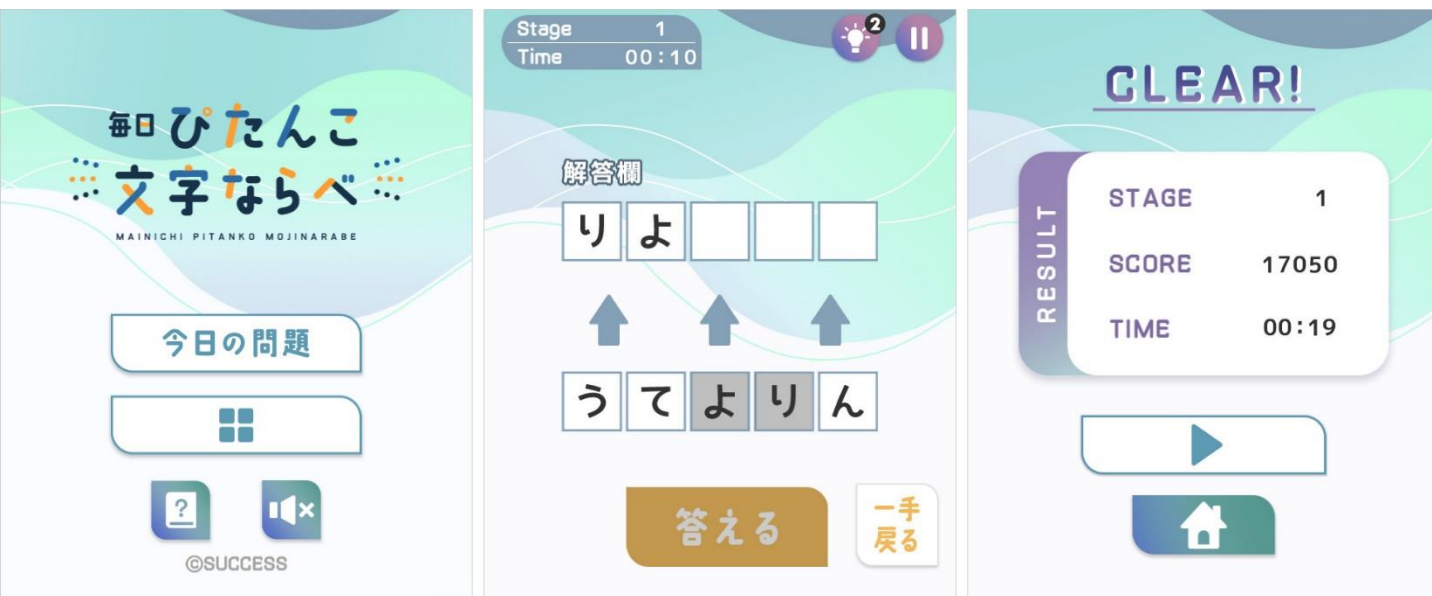 毎日ぴたんこ
文字ならべ
MAINICHI PITANKO MOJINARABE
今日の問題
?
©SUCCESS
Stage 1
Time 00:10
2
解答欄
りよ
うてよりん
答える
一手
戻る
CLEAR!
RESULT
STAGE 1
SCORE 17050
TIME 00:19